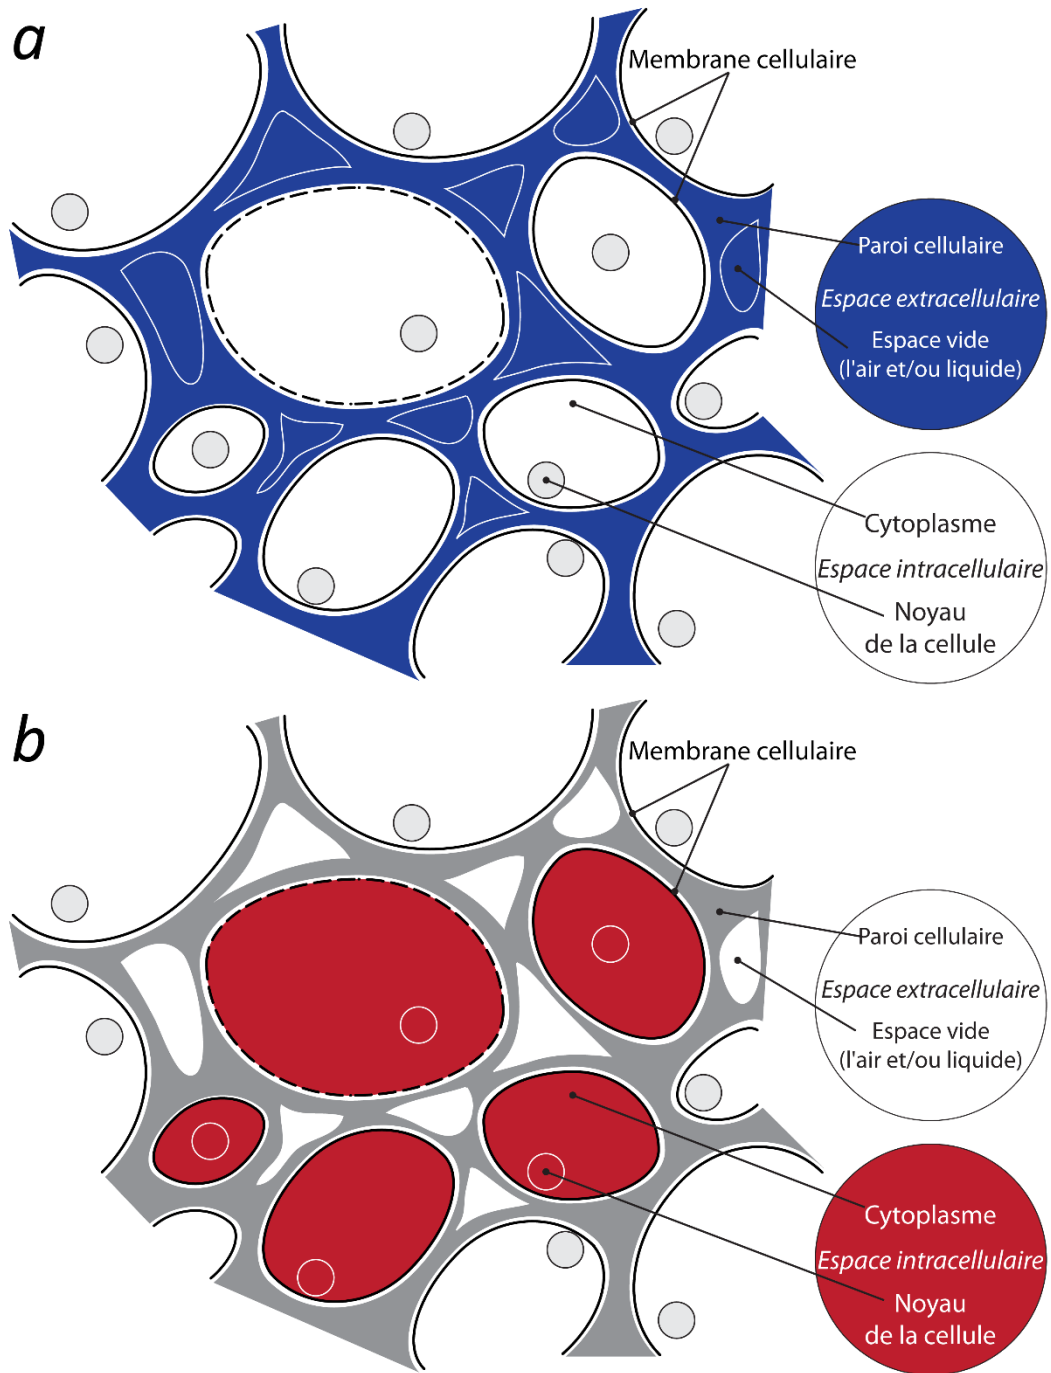 a
Membrane cellulaire
Paroi cellulaire
Espace extracellulaire
Espace vide
(l'air et/ou liquide)
Cytoplasme
Espace intracellulaire
Noyau
de la cellule
b
Membrane cellulaire
Paroi cellulaire
Espace extracellulaire
Espace vide
(l'air et/ou liquide)
Cytoplasme
Espace intracellulaire
Noyau
de la cellule